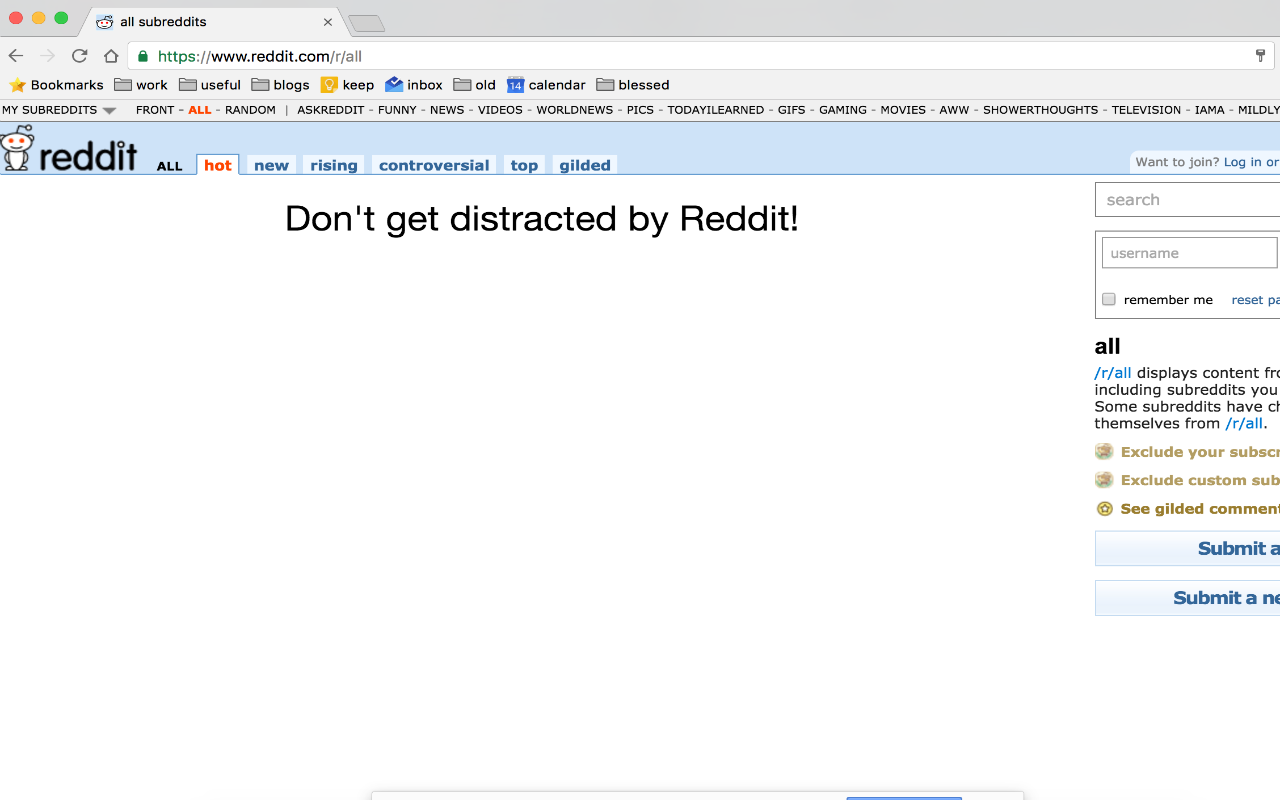 all subreddits
https://www.reddit.com/r/all
Bookmarks work useful blogs keep 14 inbox old calendar blessed
MY SUBREDDITS FRONT - ALL - RANDOM | ASKREDDIT - FUNNY - NEWS - VIDEOS - WORLDNEWS - PICS - TODAYILEARNED - GIFS - GAMING - MOVIES - AWW - SHOWERTHOUGHTS - TELEVISION - IAMA - MILDLY
reddit ALL hot new rising controversial top gilded
Want to join? Log in or
Don't get distracted by Reddit!
search
username
remember me reset pa
all
/r/all displays content fro
including subreddits you
Some subreddits have ch
themselves from /r/all.
Exclude your subscr
Exclude custom sub
See gilded comment
Submit a
Submit a ne